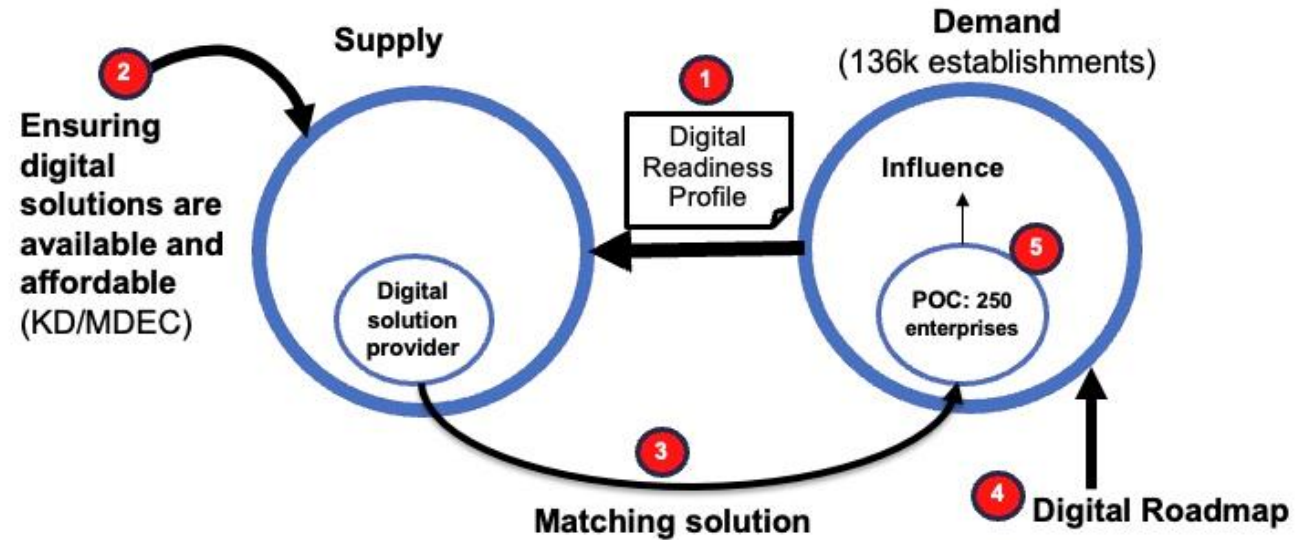 Supply
Demand
(136k establishments)
2
Ensuring
digital
solutions are
available and
affordable
(KD/MDEC)
1
Digital
Readiness
Profile
Influence
5
POC: 250
enterprises
Digital
solution
provider
3
Matching solution
4
Digital Roadmap